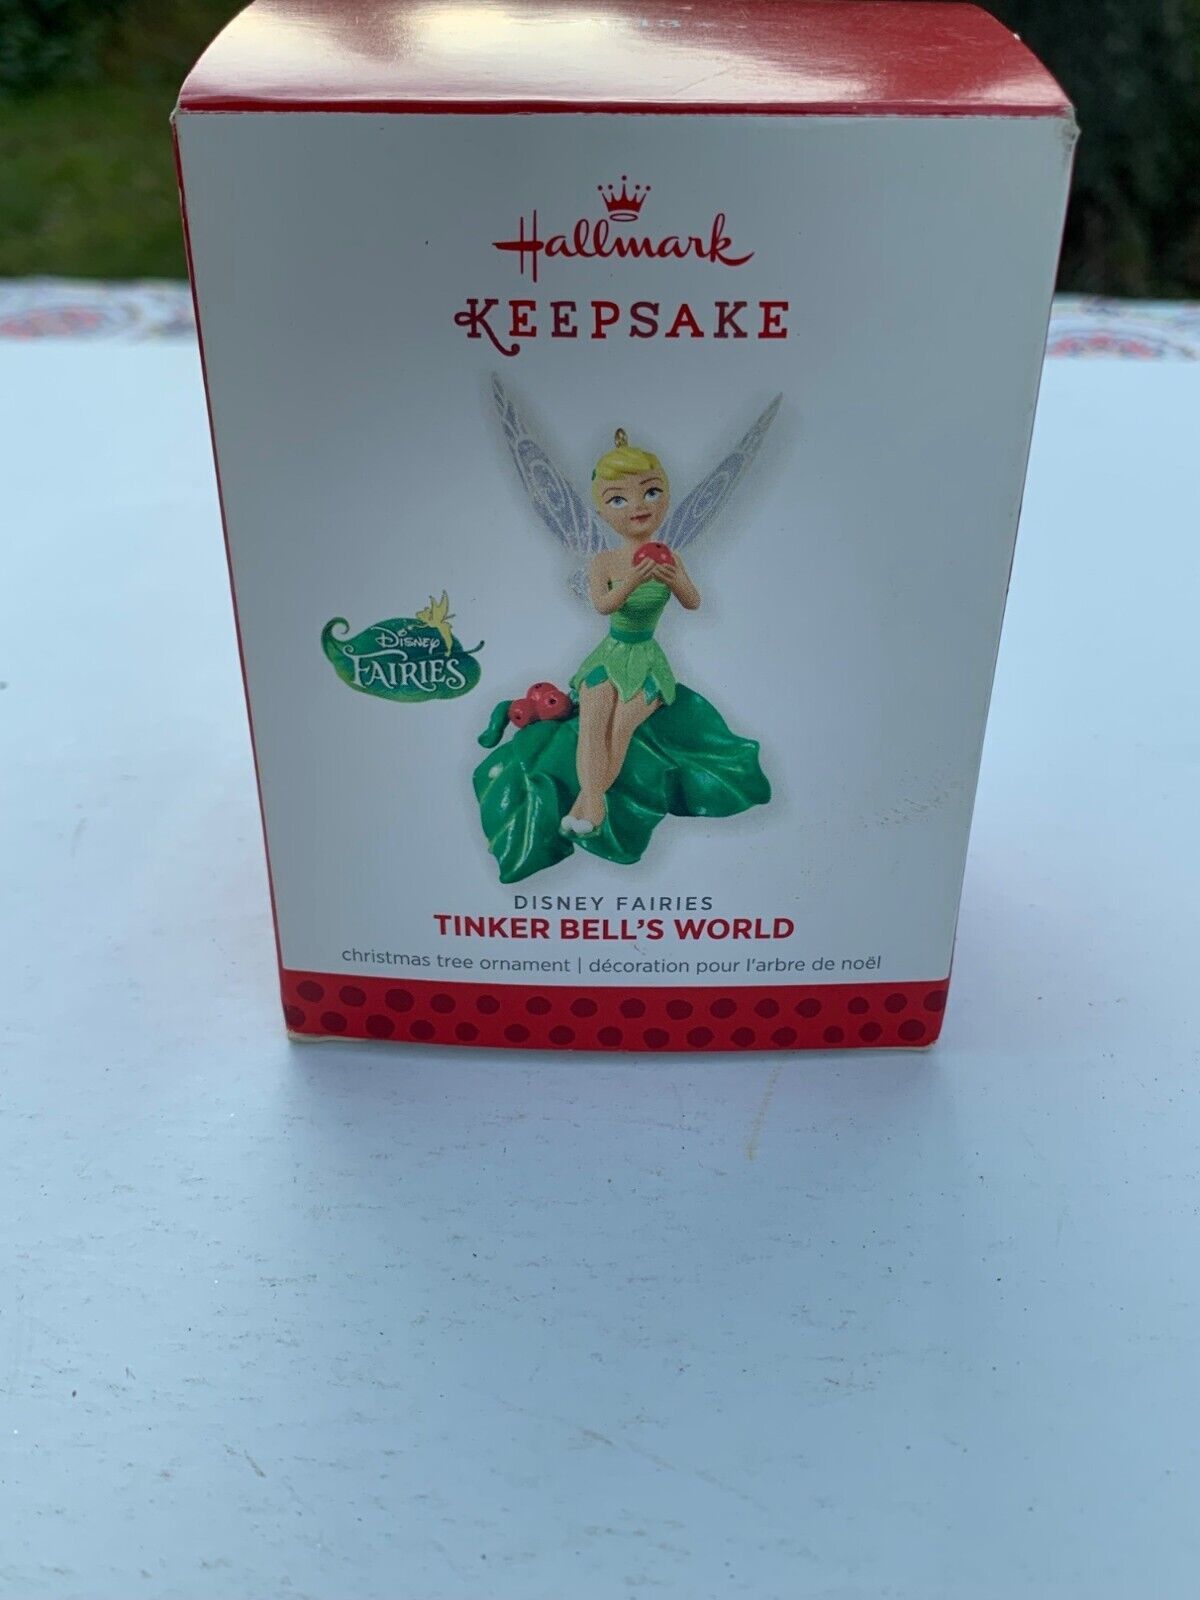 Hallmark
KEEPSAKE
Disney
FAIRIES
DISNEY FAIRIES
TINKER BELL'S WORLD
christmas tree ornament | décoration pour l'arbre de noël